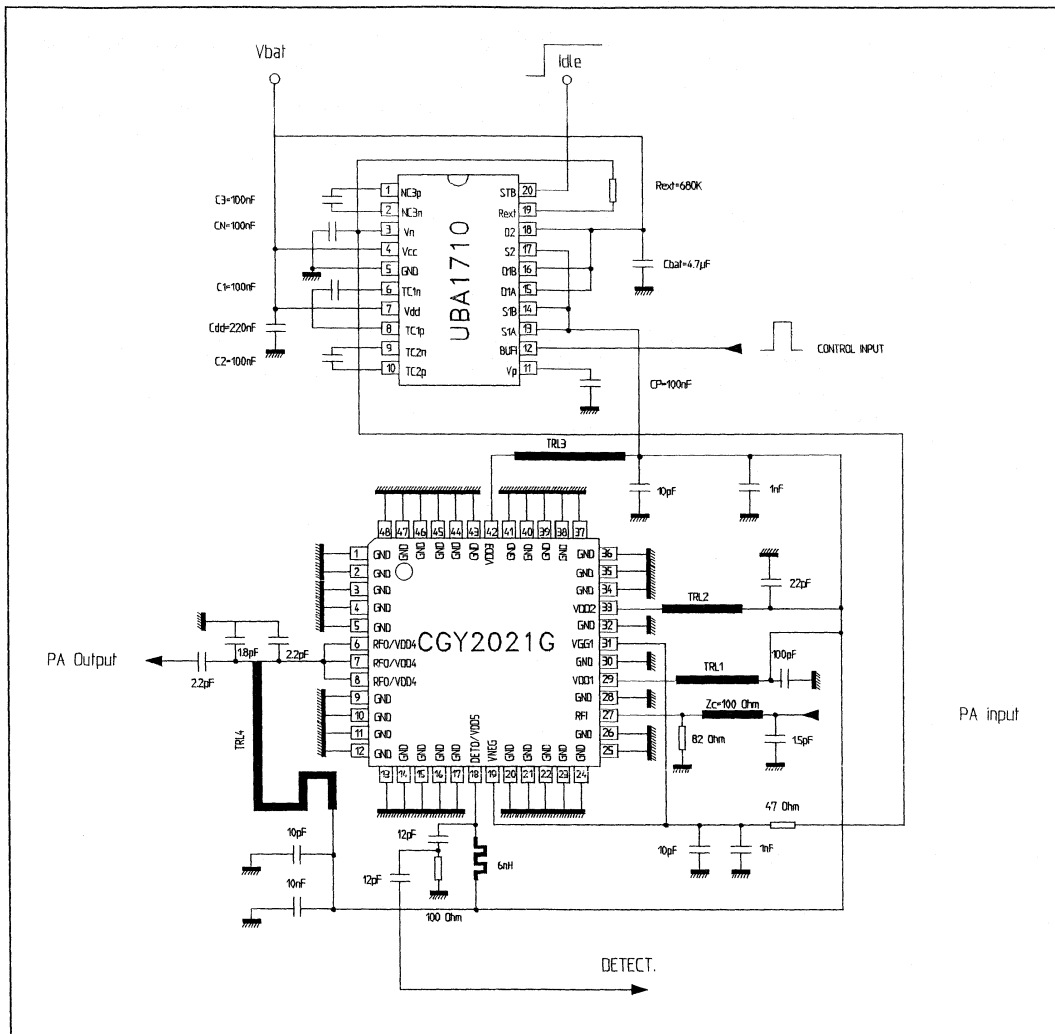 Vbat
Idle
C3=100nF
CN=100nF
C1=100nF
Cdd=220nF
C2=100nF
1 NC3p
2 NC3n
3 Vn
4 Vcc
5 GND
6 TC1n
7 Vdd
8 TC1p
9 TC2n
10 TC2p
UBA1710
STB 20
Rext 19
D2 18
S2 17
D1B 16
D1A 15
S1B 14
S1A 13
BUFI 12
Vp 11
Rext=680K
Cbat=4.7µF
CONTROL INPUT
CP=100nF
TRL3
10pF
1nF
48 47 46 45 44 43 42 41 40 39 38 37
GND GND GND GND GND GND VDD3 GND GND GND GND GND
1 GND
2 GND
3 GND
4 GND
5 GND
6 RFO/VDD4
7 RFO/VDD4
8 RFO/VDD4
9 GND
10 GND
11 GND
12 GND
CGY2021G
GND 36
GND 35
GND 34
VDD2 33
GND 32
VGG1 31
GND 30
VDD1 29
GND 28
RFI 27
GND 26
GND 25
GND GND GND GND GND DETO/VDD5 VNEG GND GND GND GND GND
13 14 15 16 17 18 19 20 21 22 23 24
TRL2
22pF
TRL1
100pF
Zc=100 Ohm
82 Ohm
1.5pF
PA input
PA Output
2.2pF
1.8pF
2.2pF
TRL4
47 Ohm
10pF
1nF
12pF
12pF
6nH
100 Ohm
10pF
10nF
DETECT.